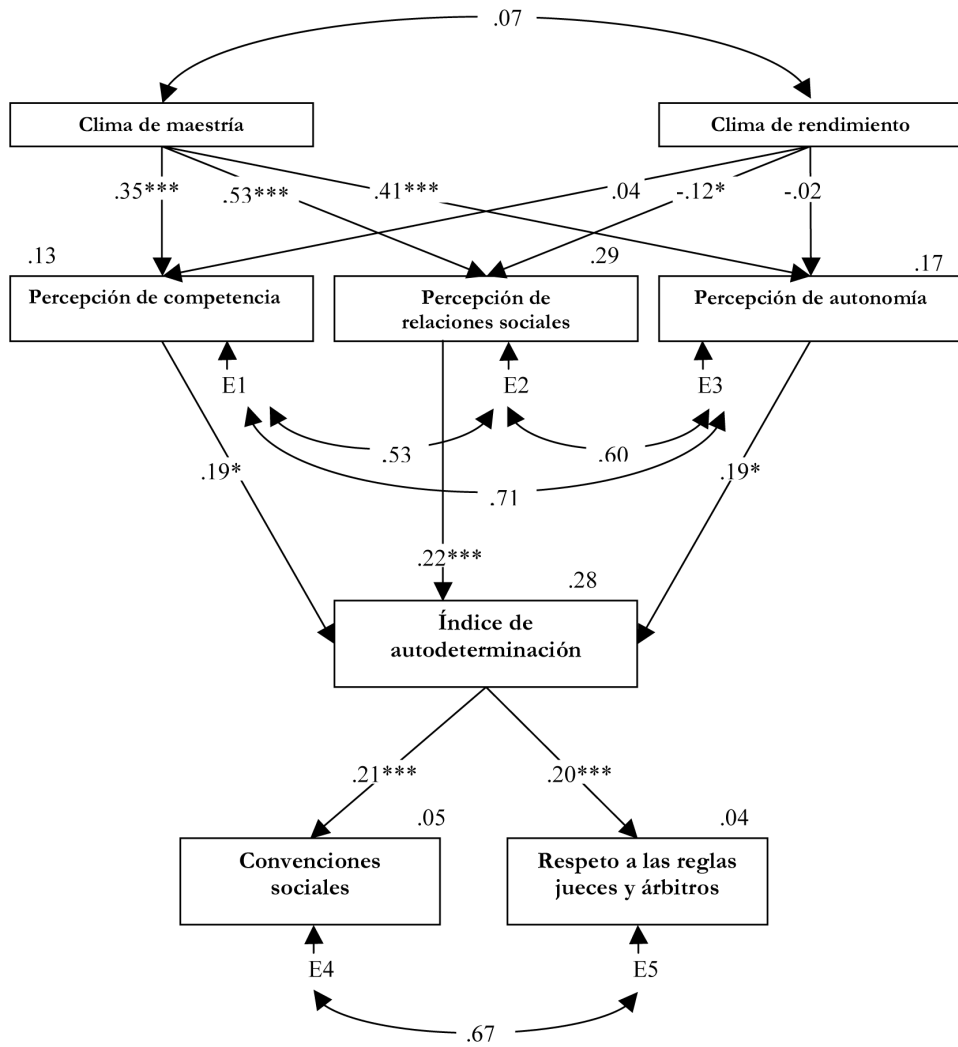 .07
Clima de maestría
Clima de rendimiento
.35***
.53***
.41***
.04
-.12*
-.02
.13
.29
.17
Percepción de competencia
Percepción de
relaciones sociales
Percepción de autonomía
E1
E2
E3
.53
.60
.71
.19*
.19*
.22***
.28
Índice de
autodeterminación
.21***
.20***
.05
.04
Convenciones
sociales
Respeto a las reglas
jueces y árbitros
E4
E5
.67